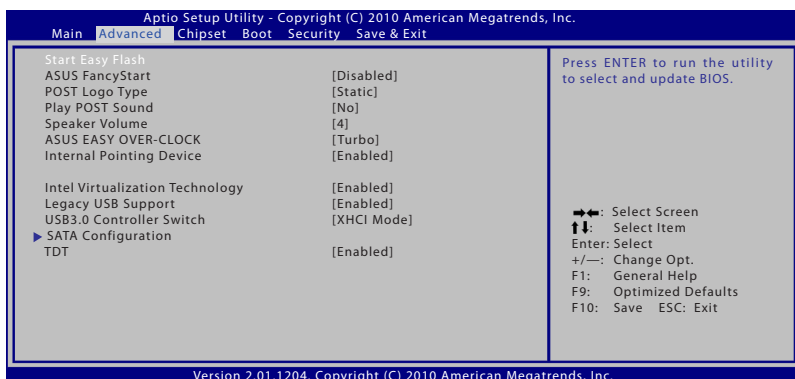 Aptio Setup Utility - Copyright (C) 2010 American Megatrends, Inc.
Main Advanced Chipset Boot Security Save & Exit
Start Easy Flash
ASUS FancyStart [Disabled]
POST Logo Type [Static]
Play POST Sound [No]
Speaker Volume [4]
ASUS EASY OVER-CLOCK [Turbo]
Internal Pointing Device [Enabled]
Intel Virtualization Technology [Enabled]
Legacy USB Support [Enabled]
USB3.0 Controller Switch [XHCI Mode]
SATA Configuration
TDT [Enabled]
Press ENTER to run the utility
to select and update BIOS.
→←: Select Screen
↑↓: Select Item
Enter: Select
+/—: Change Opt.
F1: General Help
F9: Optimized Defaults
F10: Save ESC: Exit
Version 2.01.1204. Copyright (C) 2010 American Megatrends, Inc.